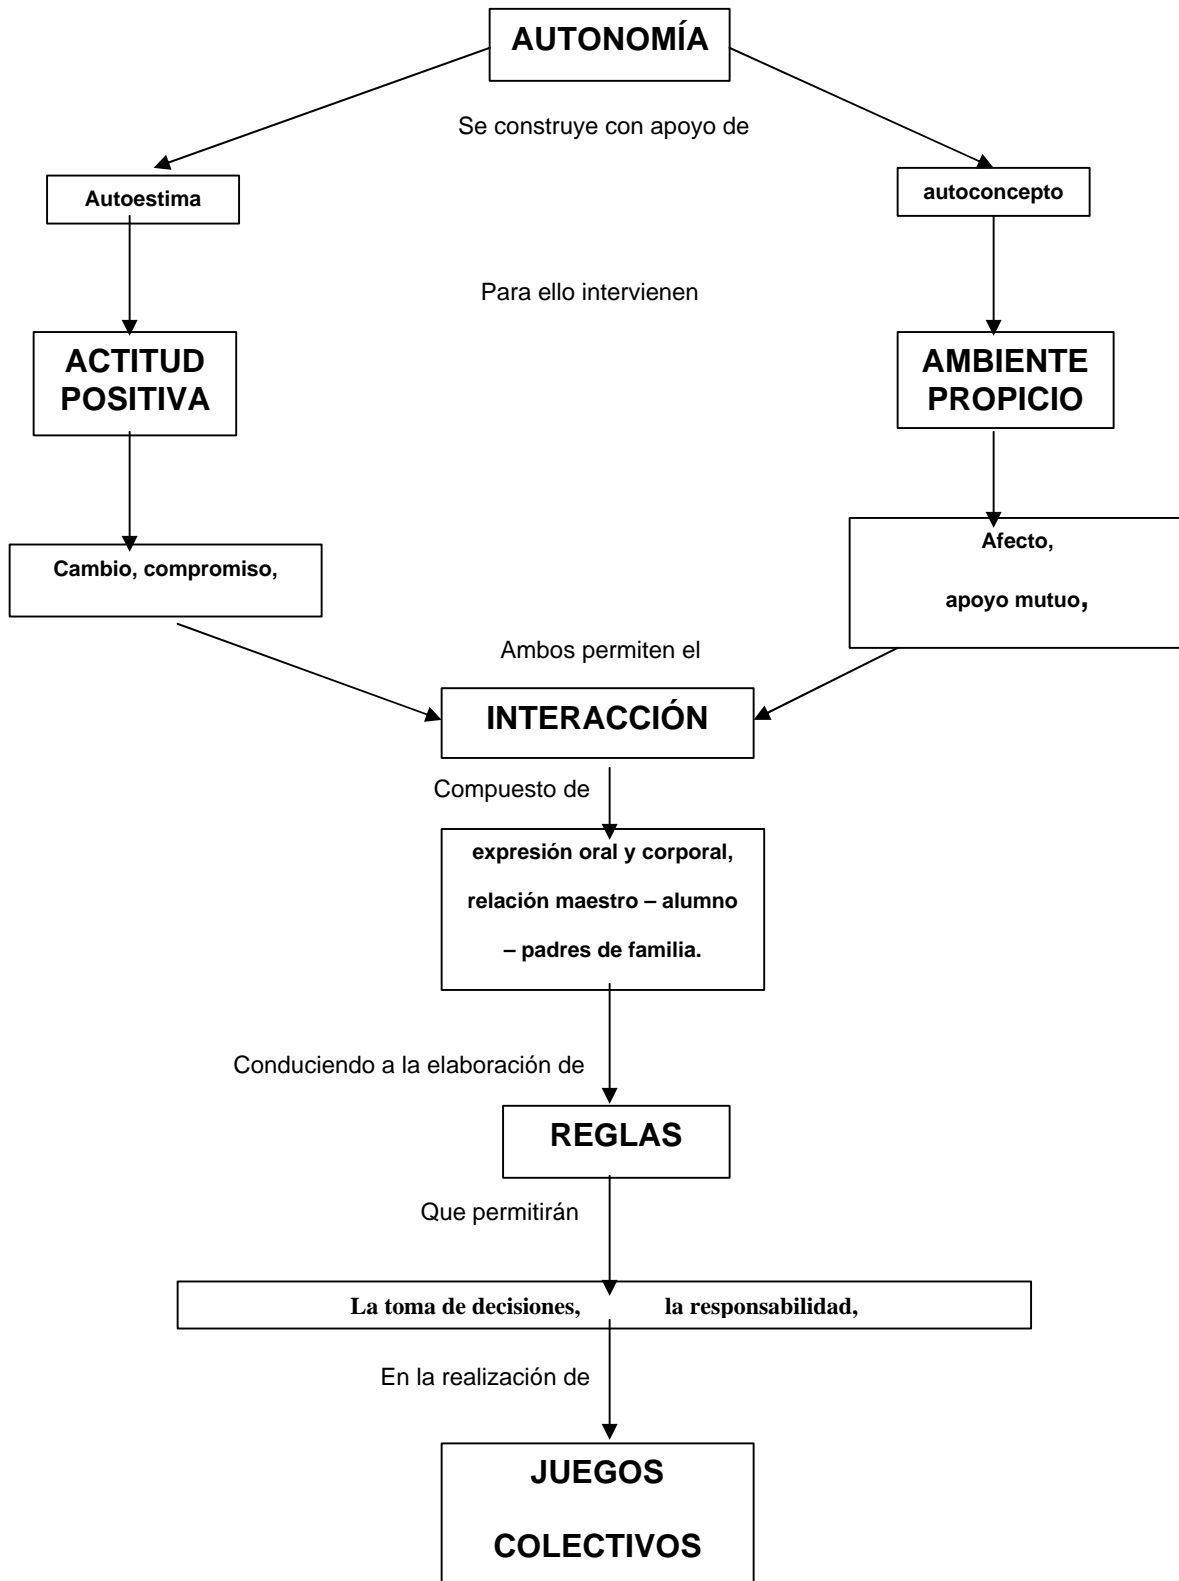 AUTONOMÍA
Se construye con apoyo de
Autoestima
autoconcepto
Para ello intervienen
ACTITUD
POSITIVA
AMBIENTE
PROPICIO
Cambio, compromiso,
Afecto,
apoyo mutuo,
Ambos permiten el
INTERACCIÓN
Compuesto de
expresión oral y corporal,
relación maestro – alumno
– padres de familia.
Conduciendo a la elaboración de
REGLAS
Que permitirán
La toma de decisiones, la responsabilidad,
En la realización de
JUEGOS
COLECTIVOS